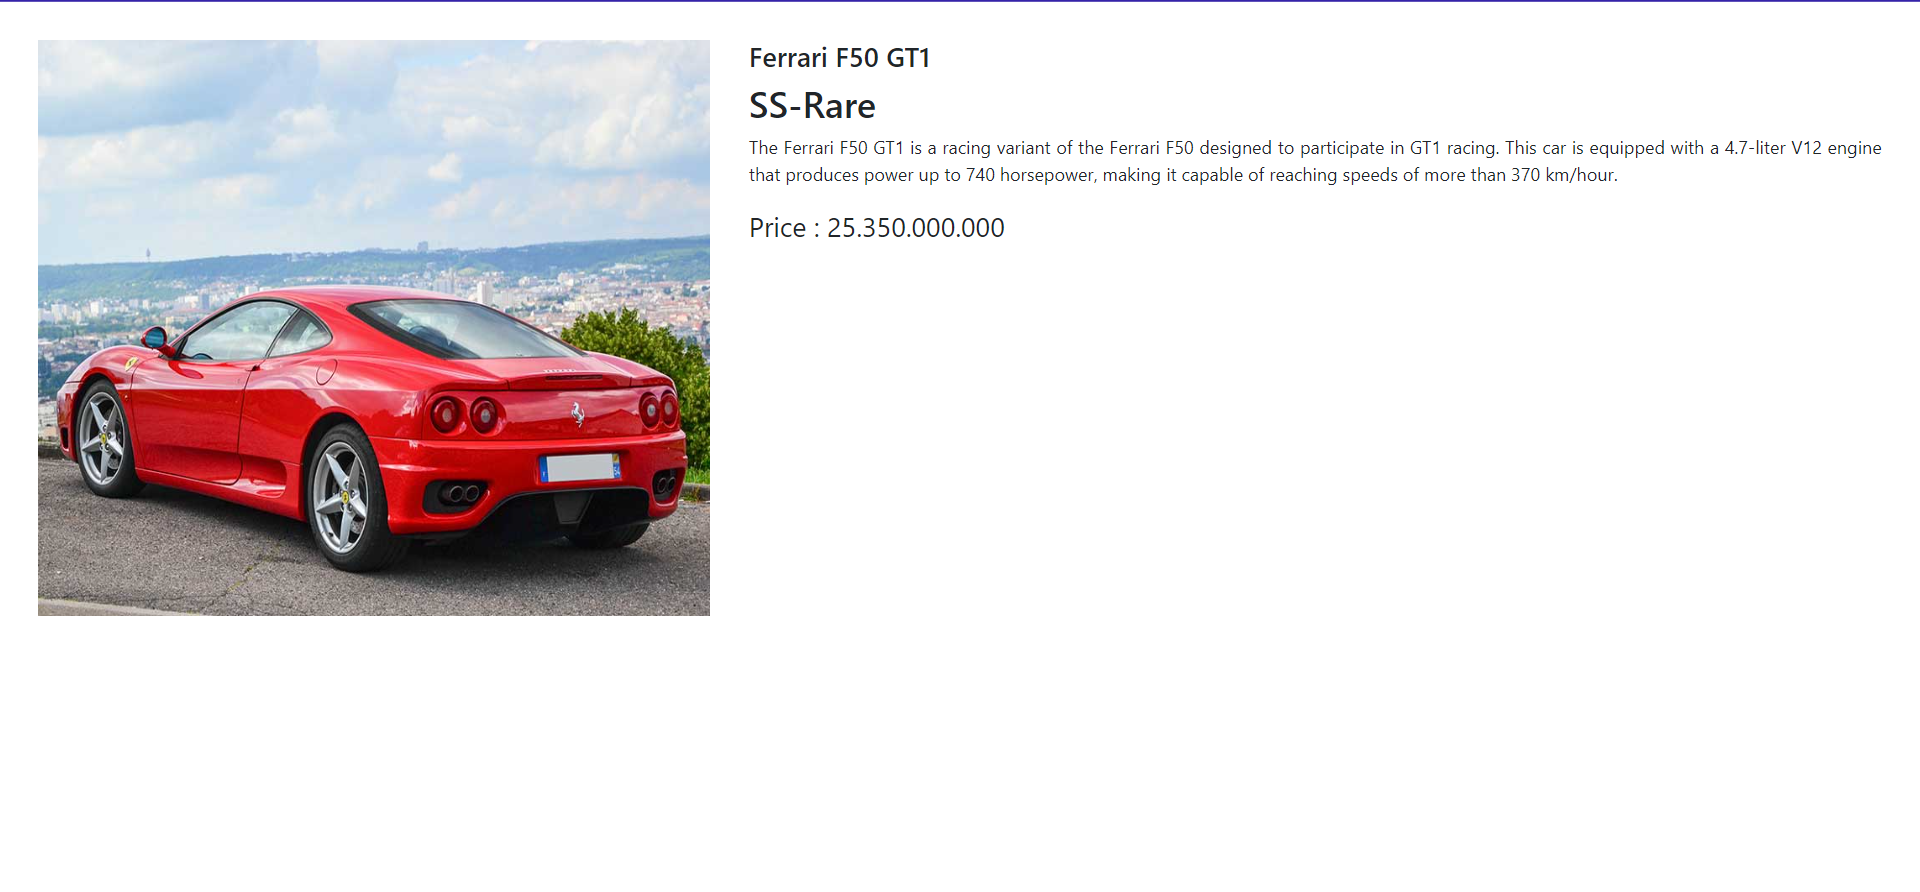 Ferrari F50 GT1
SS-Rare
The Ferrari F50 GT1 is a racing variant of the Ferrari F50 designed to participate in GT1 racing. This car is equipped with a 4.7-liter V12 engine
that produces power up to 740 horsepower, making it capable of reaching speeds of more than 370 km/hour.
Price : 25.350.000.000